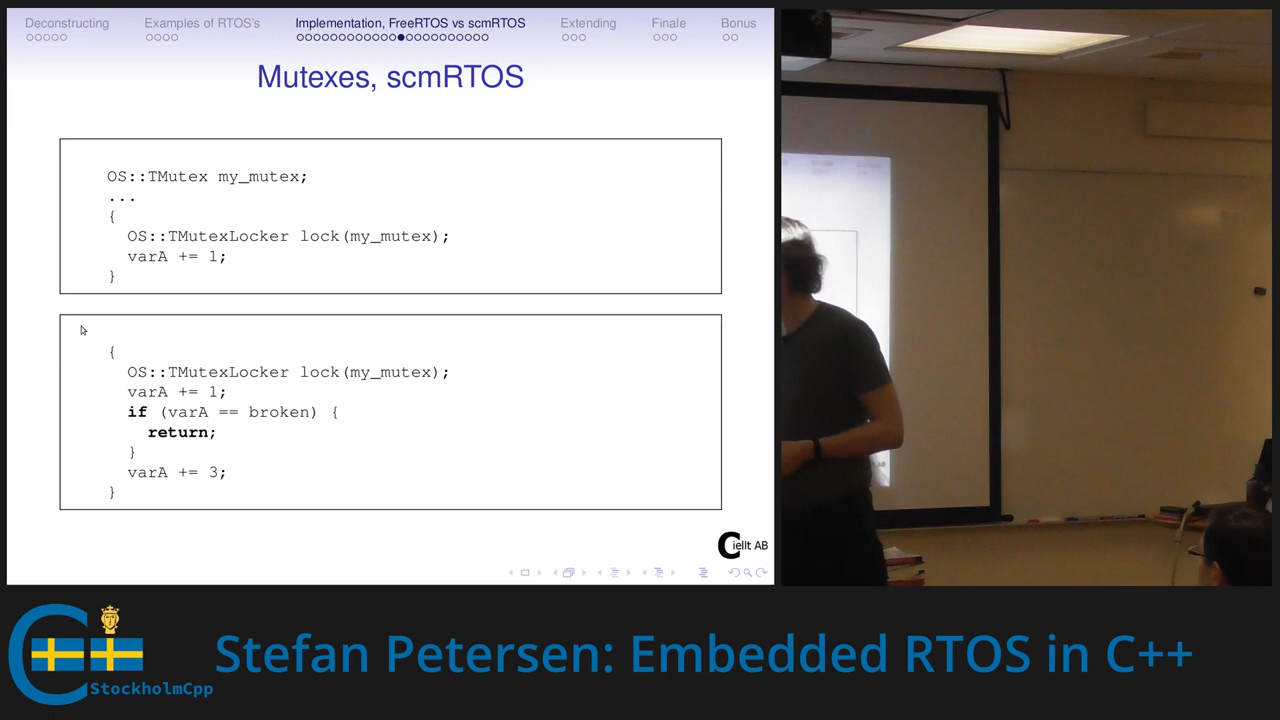 Deconstructing Examples of RTOS's Implementation, FreeRTOS vs scmRTOS Extending Finale Bonus
Mutexes, scmRTOS
OS::TMutex my_mutex;
...
{
OS::TMutexLocker lock(my_mutex);
varA += 1;
}
{
OS::TMutexLocker lock(my_mutex);
varA += 1;
if (varA == broken) {
return;
}
varA += 3;
}
Ciellt AB
StockholmCpp
Stefan Petersen: Embedded RTOS in C++